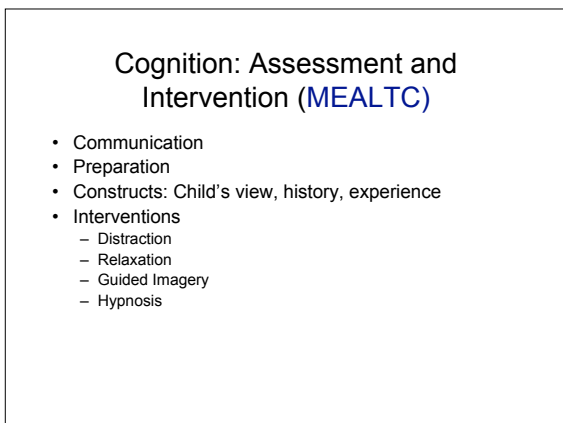 Cognition: Assessment and
Intervention (MEALTC)
• Communication
• Preparation
• Constructs: Child’s view, history, experience
• Interventions
– Distraction
– Relaxation
– Guided Imagery
– Hypnosis